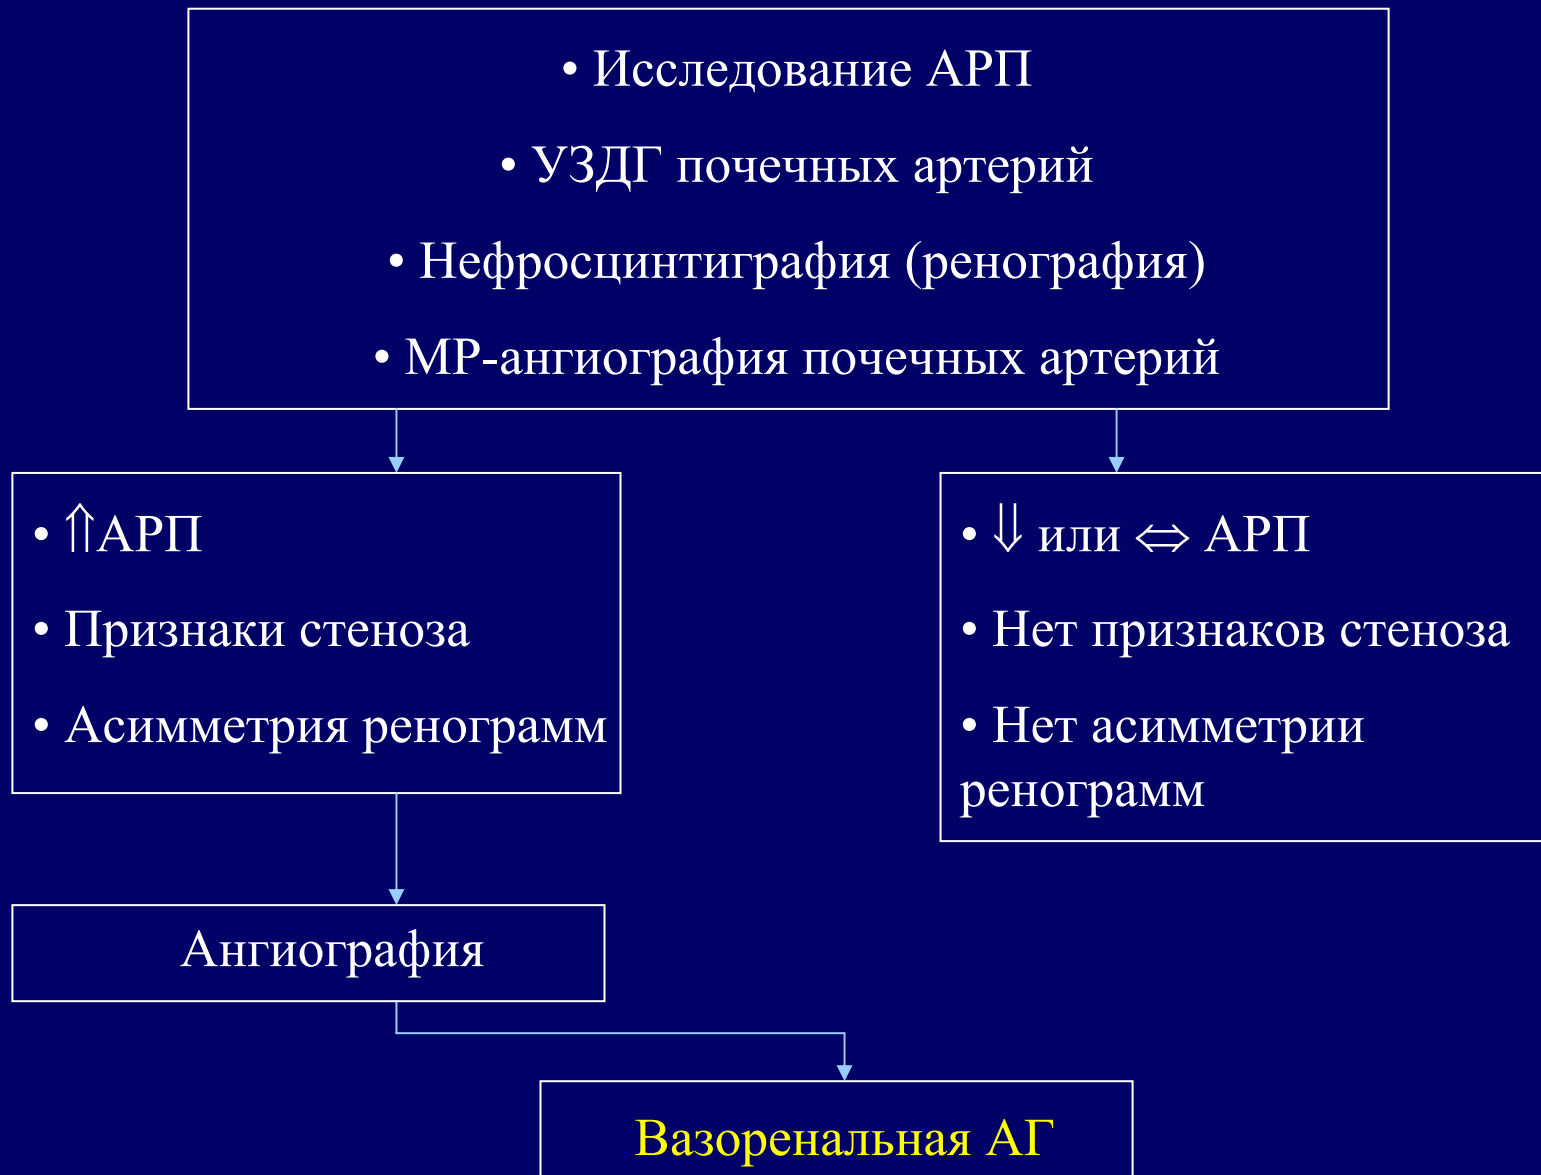 • Исследование АРП
• УЗДГ почечных артерий
• Нефросцинтиграфия (ренография)
• МР-ангиография почечных артерий
• ⇑АРП
• Признаки стеноза
• Асимметрия ренограмм
• ⇓ или ⇔ АРП
• Нет признаков стеноза
• Нет асимметрии
ренограмм
Ангиография
Вазоренальная АГ